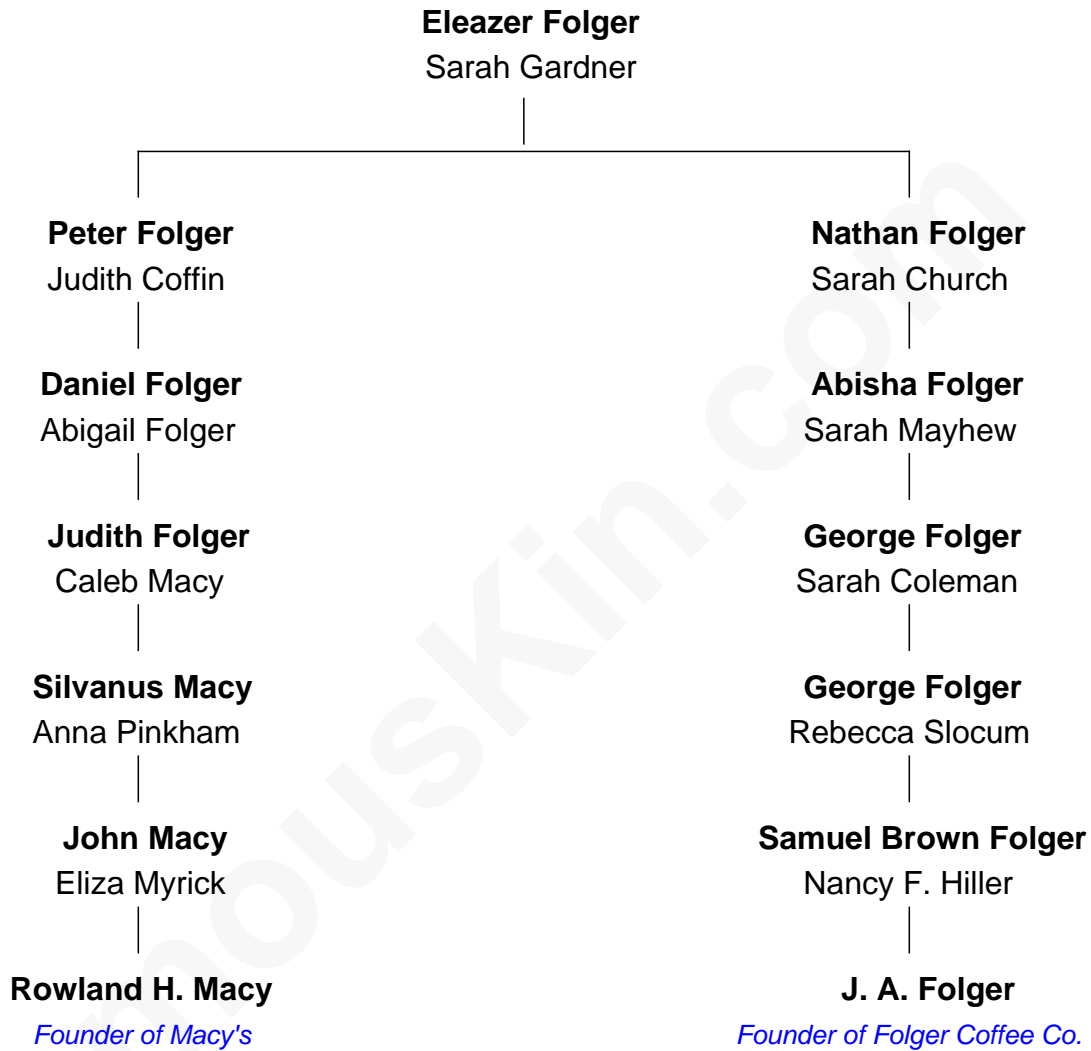 Eleazer Folger
Sarah Gardner
Peter Folger
Judith Coffin
Nathan Folger
Sarah Church
Daniel Folger
Abigail Folger
Abisha Folger
Sarah Mayhew
Judith Folger
Caleb Macy
George Folger
Sarah Coleman
Silvanus Macy
Anna Pinkham
George Folger
Rebecca Slocum
John Macy
Eliza Myrick
Samuel Brown Folger
Nancy F. Hiller
Rowland H. Macy
Founder of Macy's
J. A. Folger
Founder of Folger Coffee Co.
mousKin.com